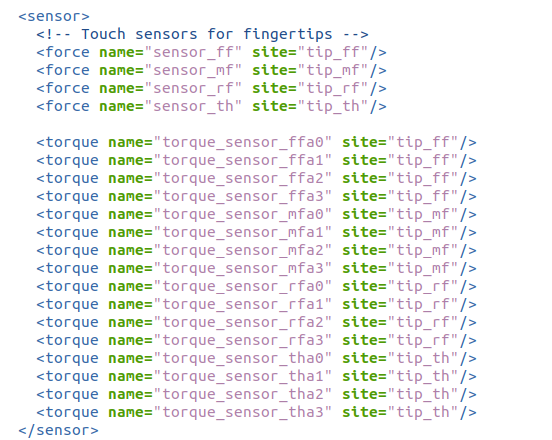 <sensor>
<!-- Touch sensors for fingertips -->
<force name="sensor_ff" site="tip_ff"/>
<force name="sensor_mf" site="tip_mf"/>
<force name="sensor_rf" site="tip_rf"/>
<force name="sensor_th" site="tip_th"/>
<torque name="torque_sensor_ffa0" site="tip_ff"/>
<torque name="torque_sensor_ffa1" site="tip_ff"/>
<torque name="torque_sensor_ffa2" site="tip_ff"/>
<torque name="torque_sensor_ffa3" site="tip_ff"/>
<torque name="torque_sensor_mfa0" site="tip_mf"/>
<torque name="torque_sensor_mfa1" site="tip_mf"/>
<torque name="torque_sensor_mfa2" site="tip_mf"/>
<torque name="torque_sensor_mfa3" site="tip_mf"/>
<torque name="torque_sensor_rfa0" site="tip_rf"/>
<torque name="torque_sensor_rfa1" site="tip_rf"/>
<torque name="torque_sensor_rfa2" site="tip_rf"/>
<torque name="torque_sensor_rfa3" site="tip_rf"/>
<torque name="torque_sensor_tha0" site="tip_th"/>
<torque name="torque_sensor_tha1" site="tip_th"/>
<torque name="torque_sensor_tha2" site="tip_th"/>
<torque name="torque_sensor_tha3" site="tip_th"/>
</sensor>